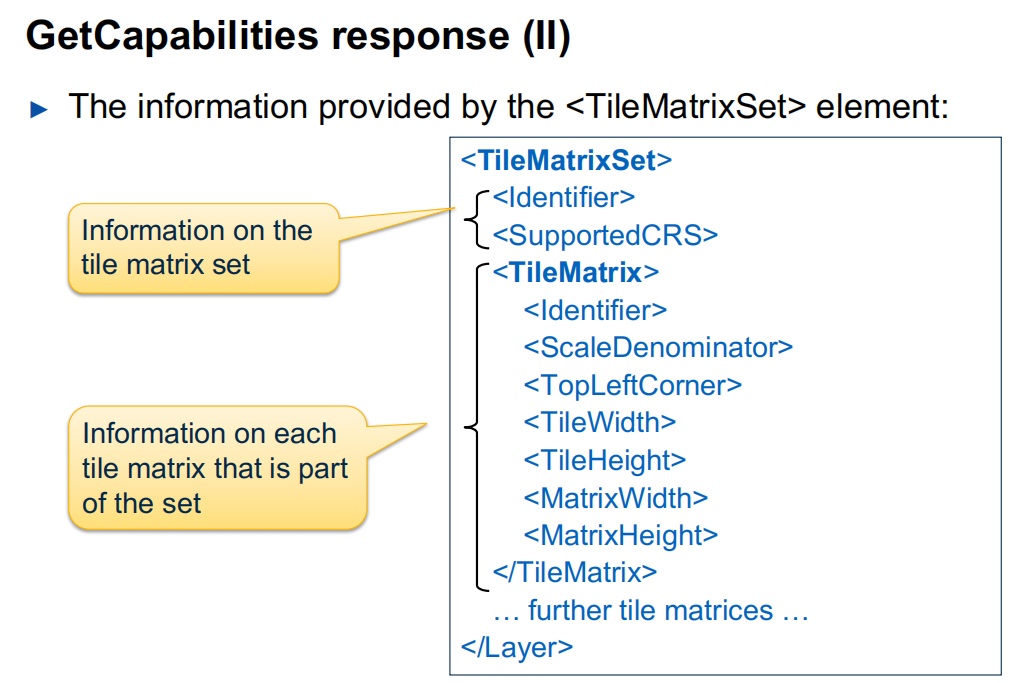 GetCapabilities response (II)
► The information provided by the <TileMatrixSet> element:
Information on the
tile matrix set
Information on each
tile matrix that is part
of the set
<TileMatrixSet>
<Identifier>
<SupportedCRS>
<TileMatrix>
<Identifier>
<ScaleDenominator>
<TopLeftCorner>
<TileWidth>
<TileHeight>
<MatrixWidth>
<MatrixHeight>
</TileMatrix>
… further tile matrices …
</Layer>